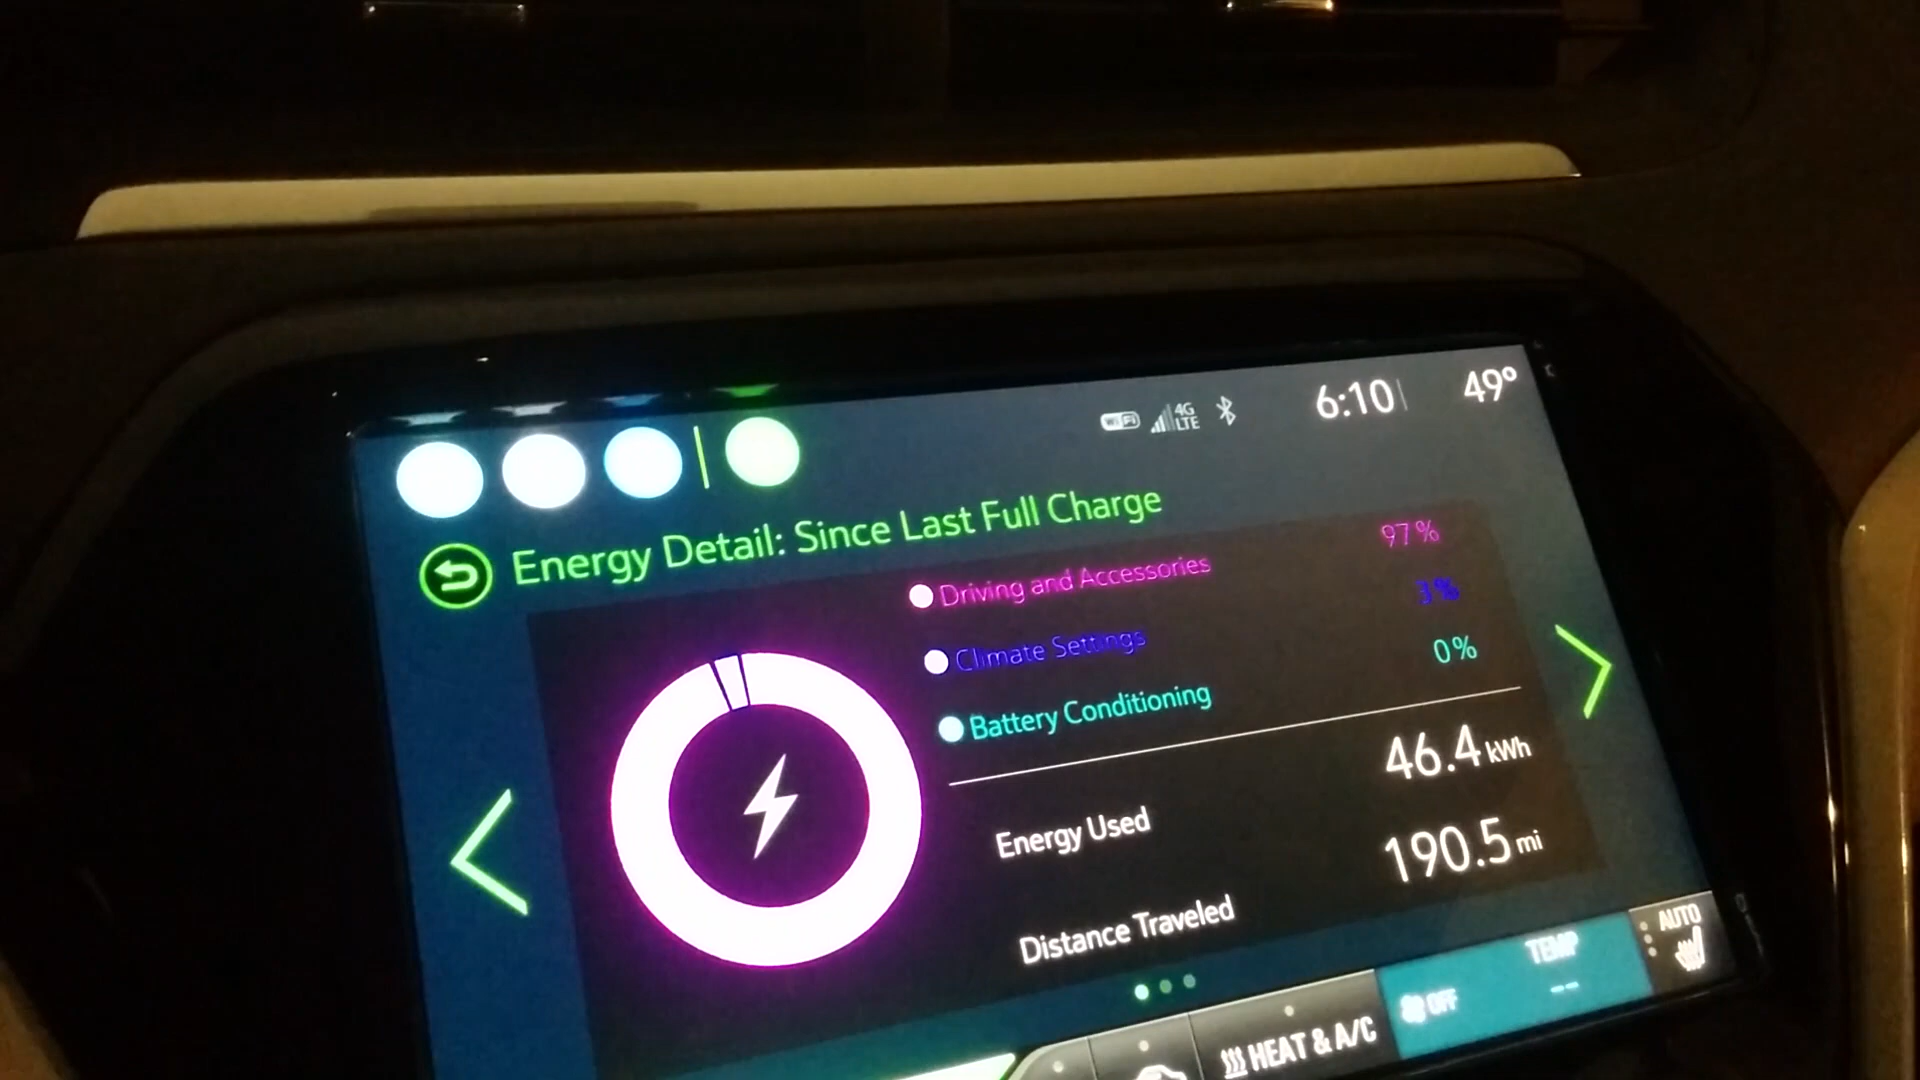 WiFi 4G LTE 6:10 49°
Energy Detail: Since Last Full Charge
Driving and Accessories 97%
Climate Settings 3%
Battery Conditioning 0%
Energy Used 46.4 kWh
Distance Traveled 190.5 mi
HEAT & A/C OFF TEMP -- AUTO